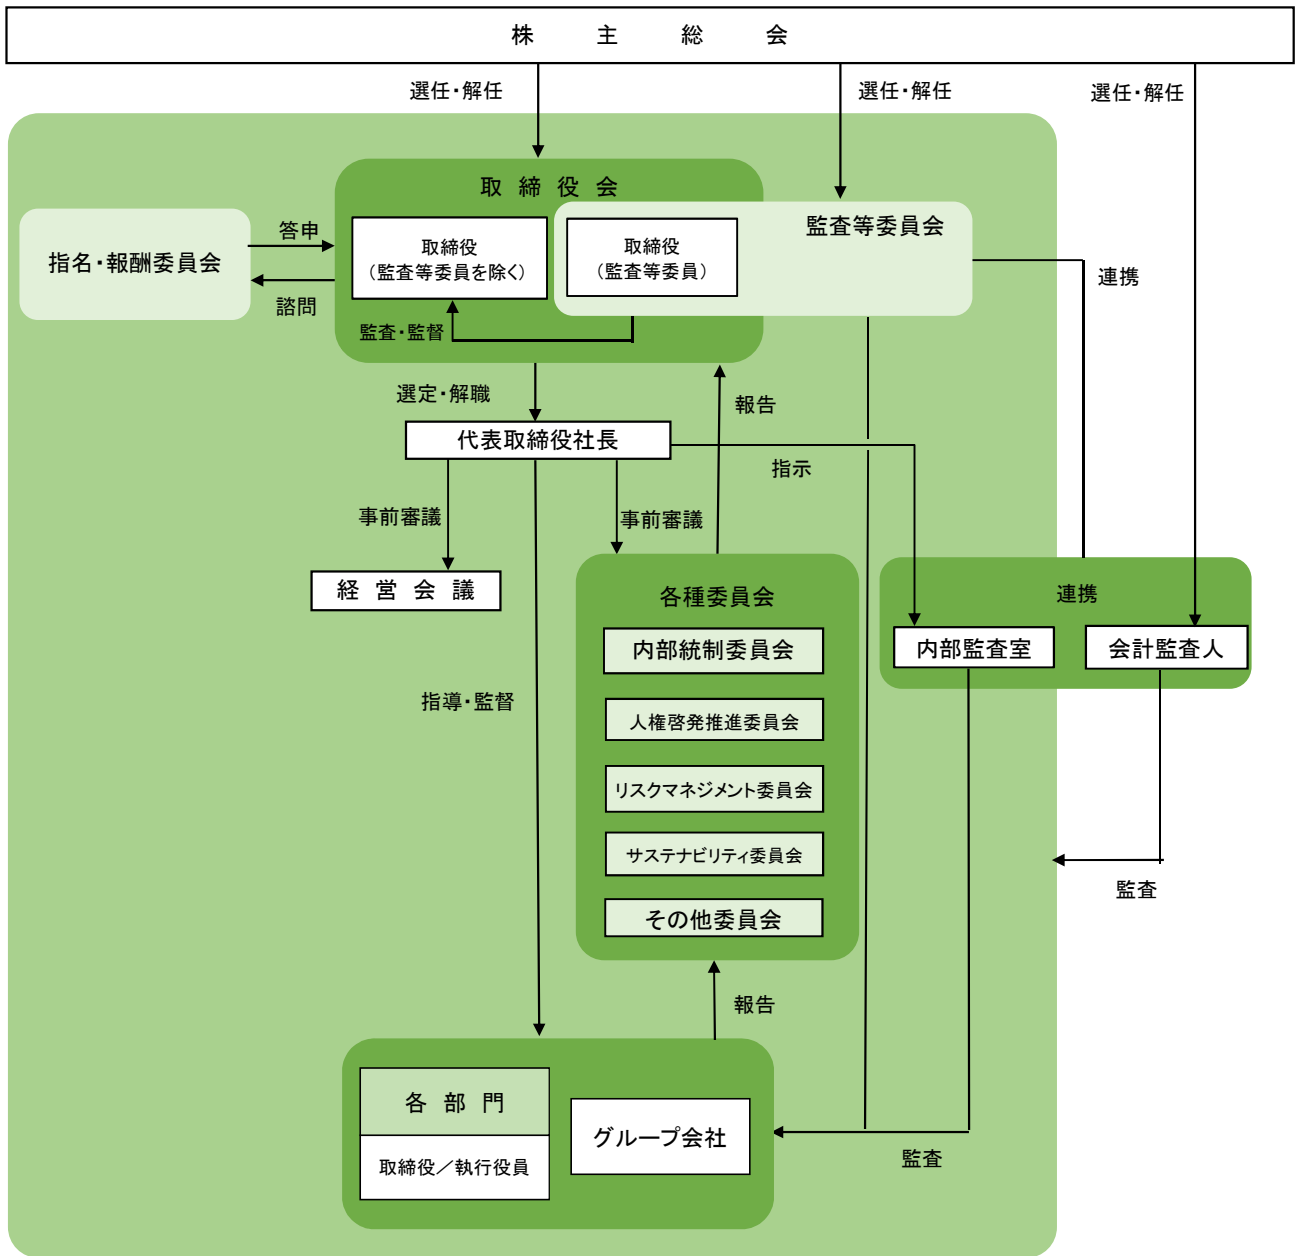 株主総会
選任・解任
選任・解任
選任・解任
取締役会
監査等委員会
取締役
（監査等委員を除く）
取締役
（監査等委員）
指名・報酬委員会
答申
諮問
連携
監査・監督
選定・解職
報告
代表取締役社長
指示
事前審議
事前審議
経営会議
各種委員会
連携
内部統制委員会
内部監査室
会計監査人
指導・監督
人権啓発推進委員会
リスクマネジメント委員会
サステナビリティ委員会
監査
その他委員会
報告
各部門
取締役／執行役員
グループ会社
監査